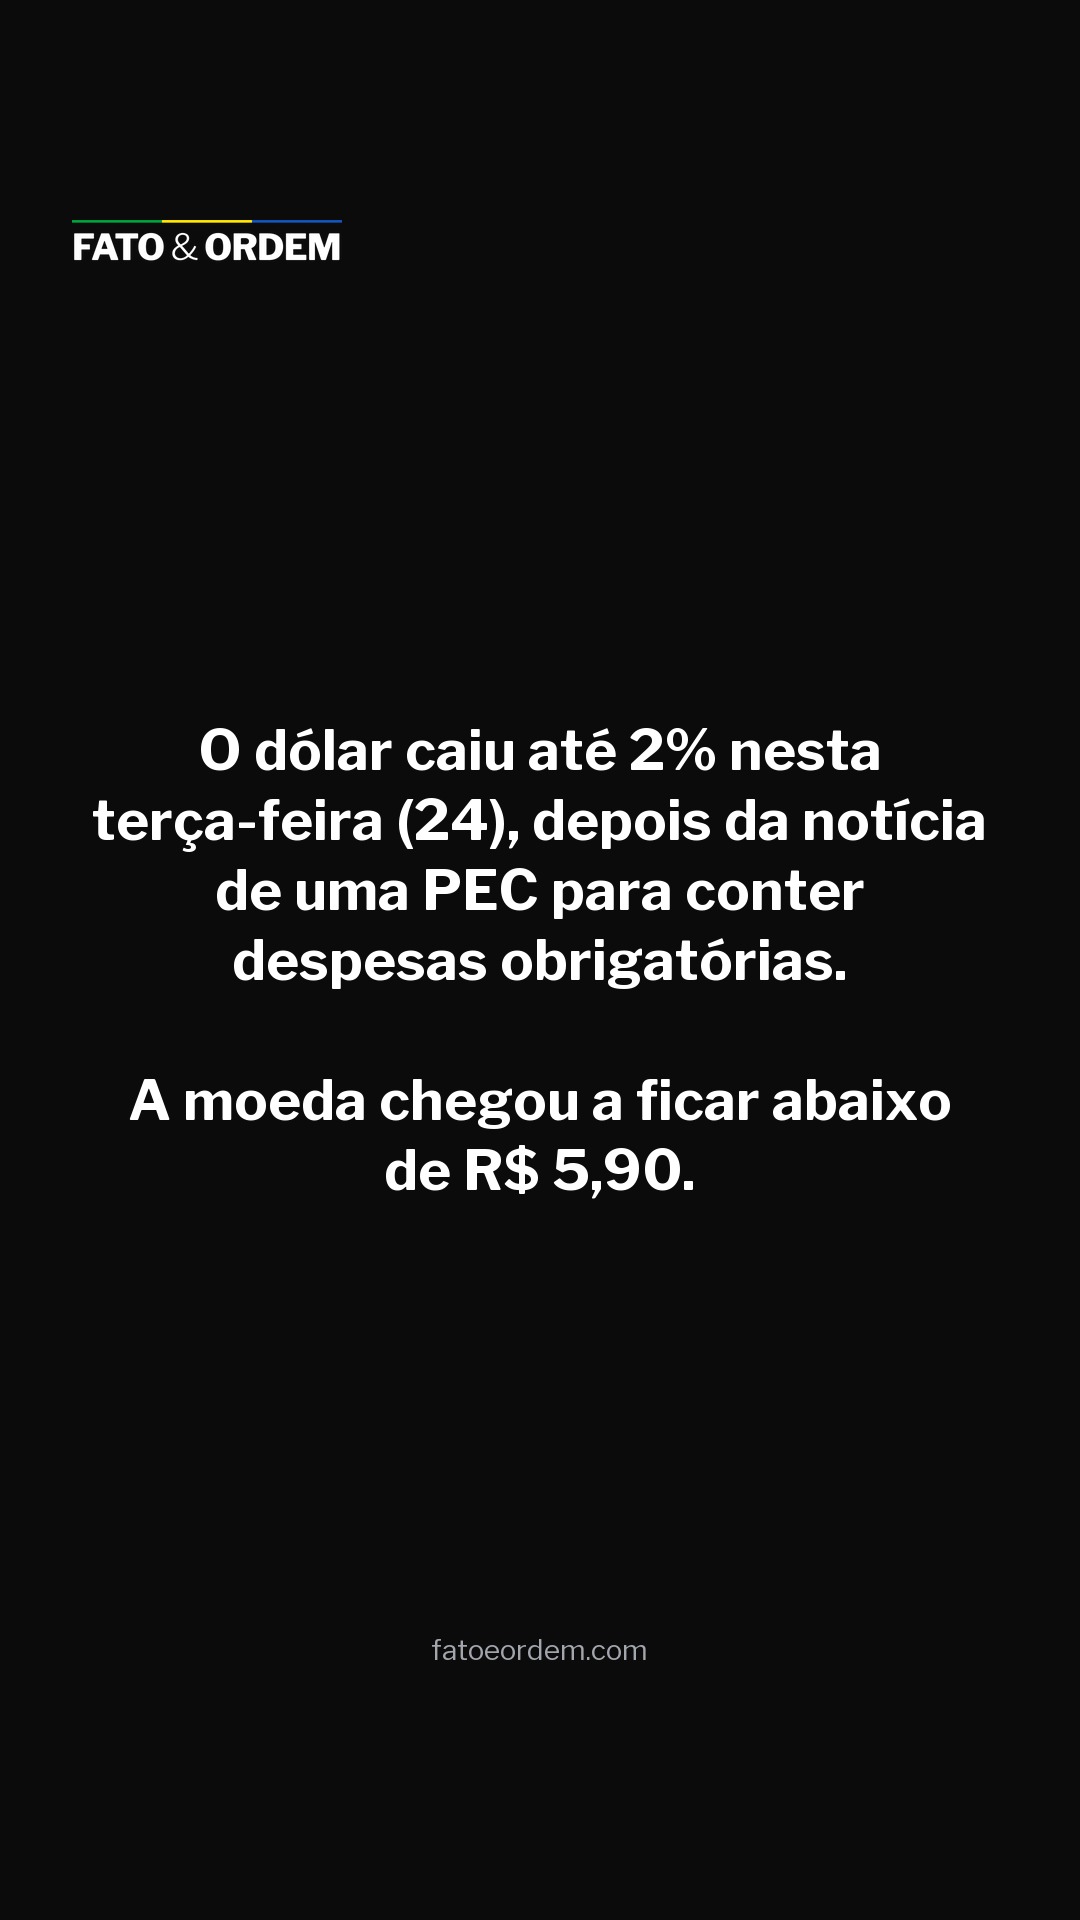 FATO & ORDEM
O dólar caiu até 2% nesta
terça-feira (24), depois da notícia
de uma PEC para conter
despesas obrigatórias.
A moeda chegou a ficar abaixo
de R$ 5,90.
fatoeordem.com